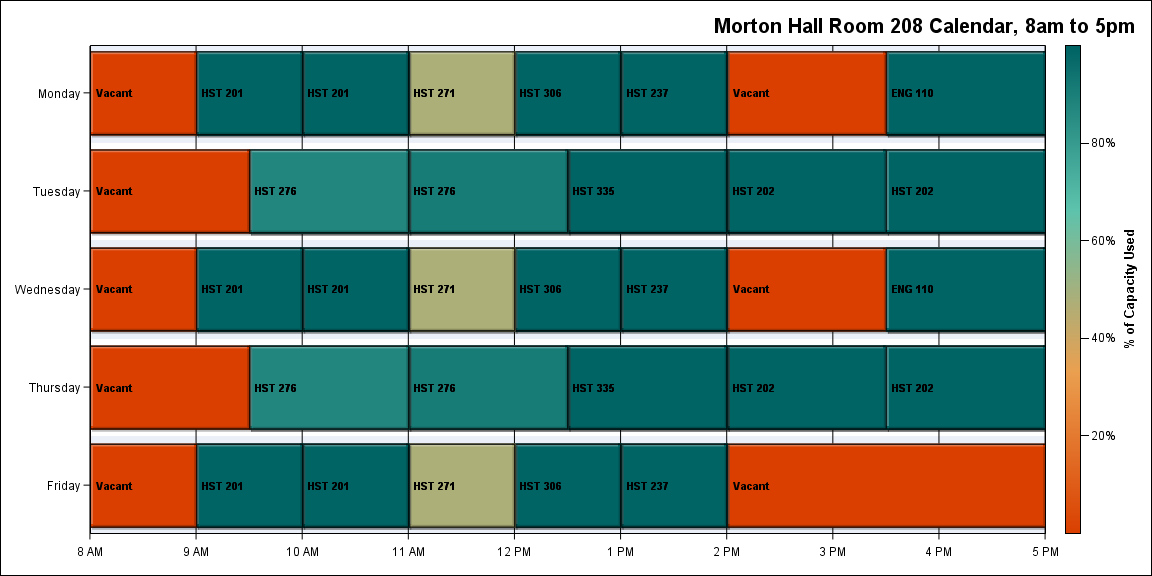 Morton Hall Room 208 Calendar, 8am to 5pm
Monday
Vacant
HST 201
HST 201
HST 271
HST 306
HST 237
Vacant
ENG 110
Tuesday
Vacant
HST 276
HST 276
HST 335
HST 202
HST 202
Wednesday
Vacant
HST 201
HST 201
HST 271
HST 306
HST 237
Vacant
ENG 110
Thursday
Vacant
HST 276
HST 276
HST 335
HST 202
HST 202
Friday
Vacant
HST 201
HST 201
HST 271
HST 306
HST 237
Vacant
8 AM
9 AM
10 AM
11 AM
12 PM
1 PM
2 PM
3 PM
4 PM
5 PM
80%
60%
40%
20%
% of Capacity Used